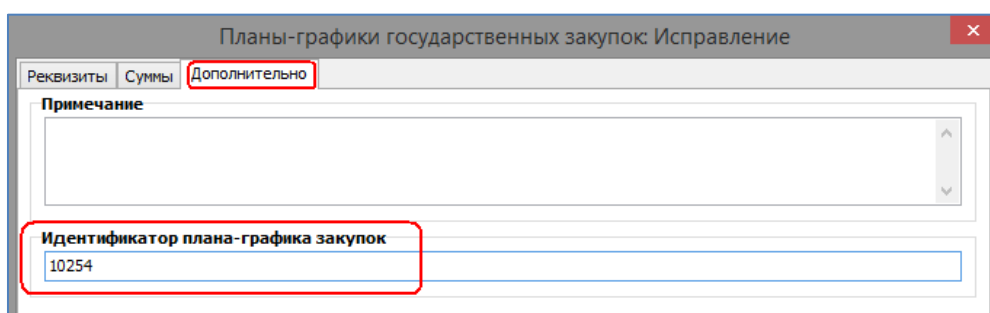 Планы-графики государственных закупок: Исправление
Реквизиты Суммы Дополнительно
Примечание
Идентификатор плана-графика закупок
10254